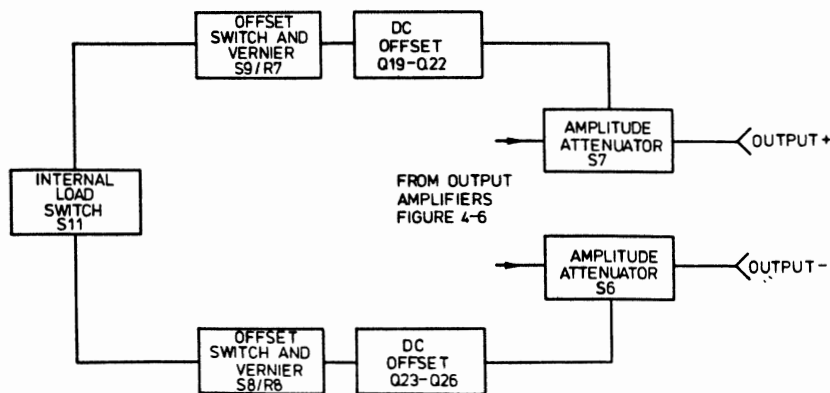 OFFSET
SWITCH AND
VERNIER
S9/R7
DC
OFFSET
Q19-Q22
AMPLITUDE
ATTENUATOR
S7
OUTPUT+
INTERNAL
LOAD
SWITCH
S11
FROM OUTPUT
AMPLIFIERS
FIGURE 4-6
AMPLITUDE
ATTENUATOR
S6
OUTPUT-
OFFSET
SWITCH AND
VERNIER
S8/R8
DC
OFFSET
Q23-Q26